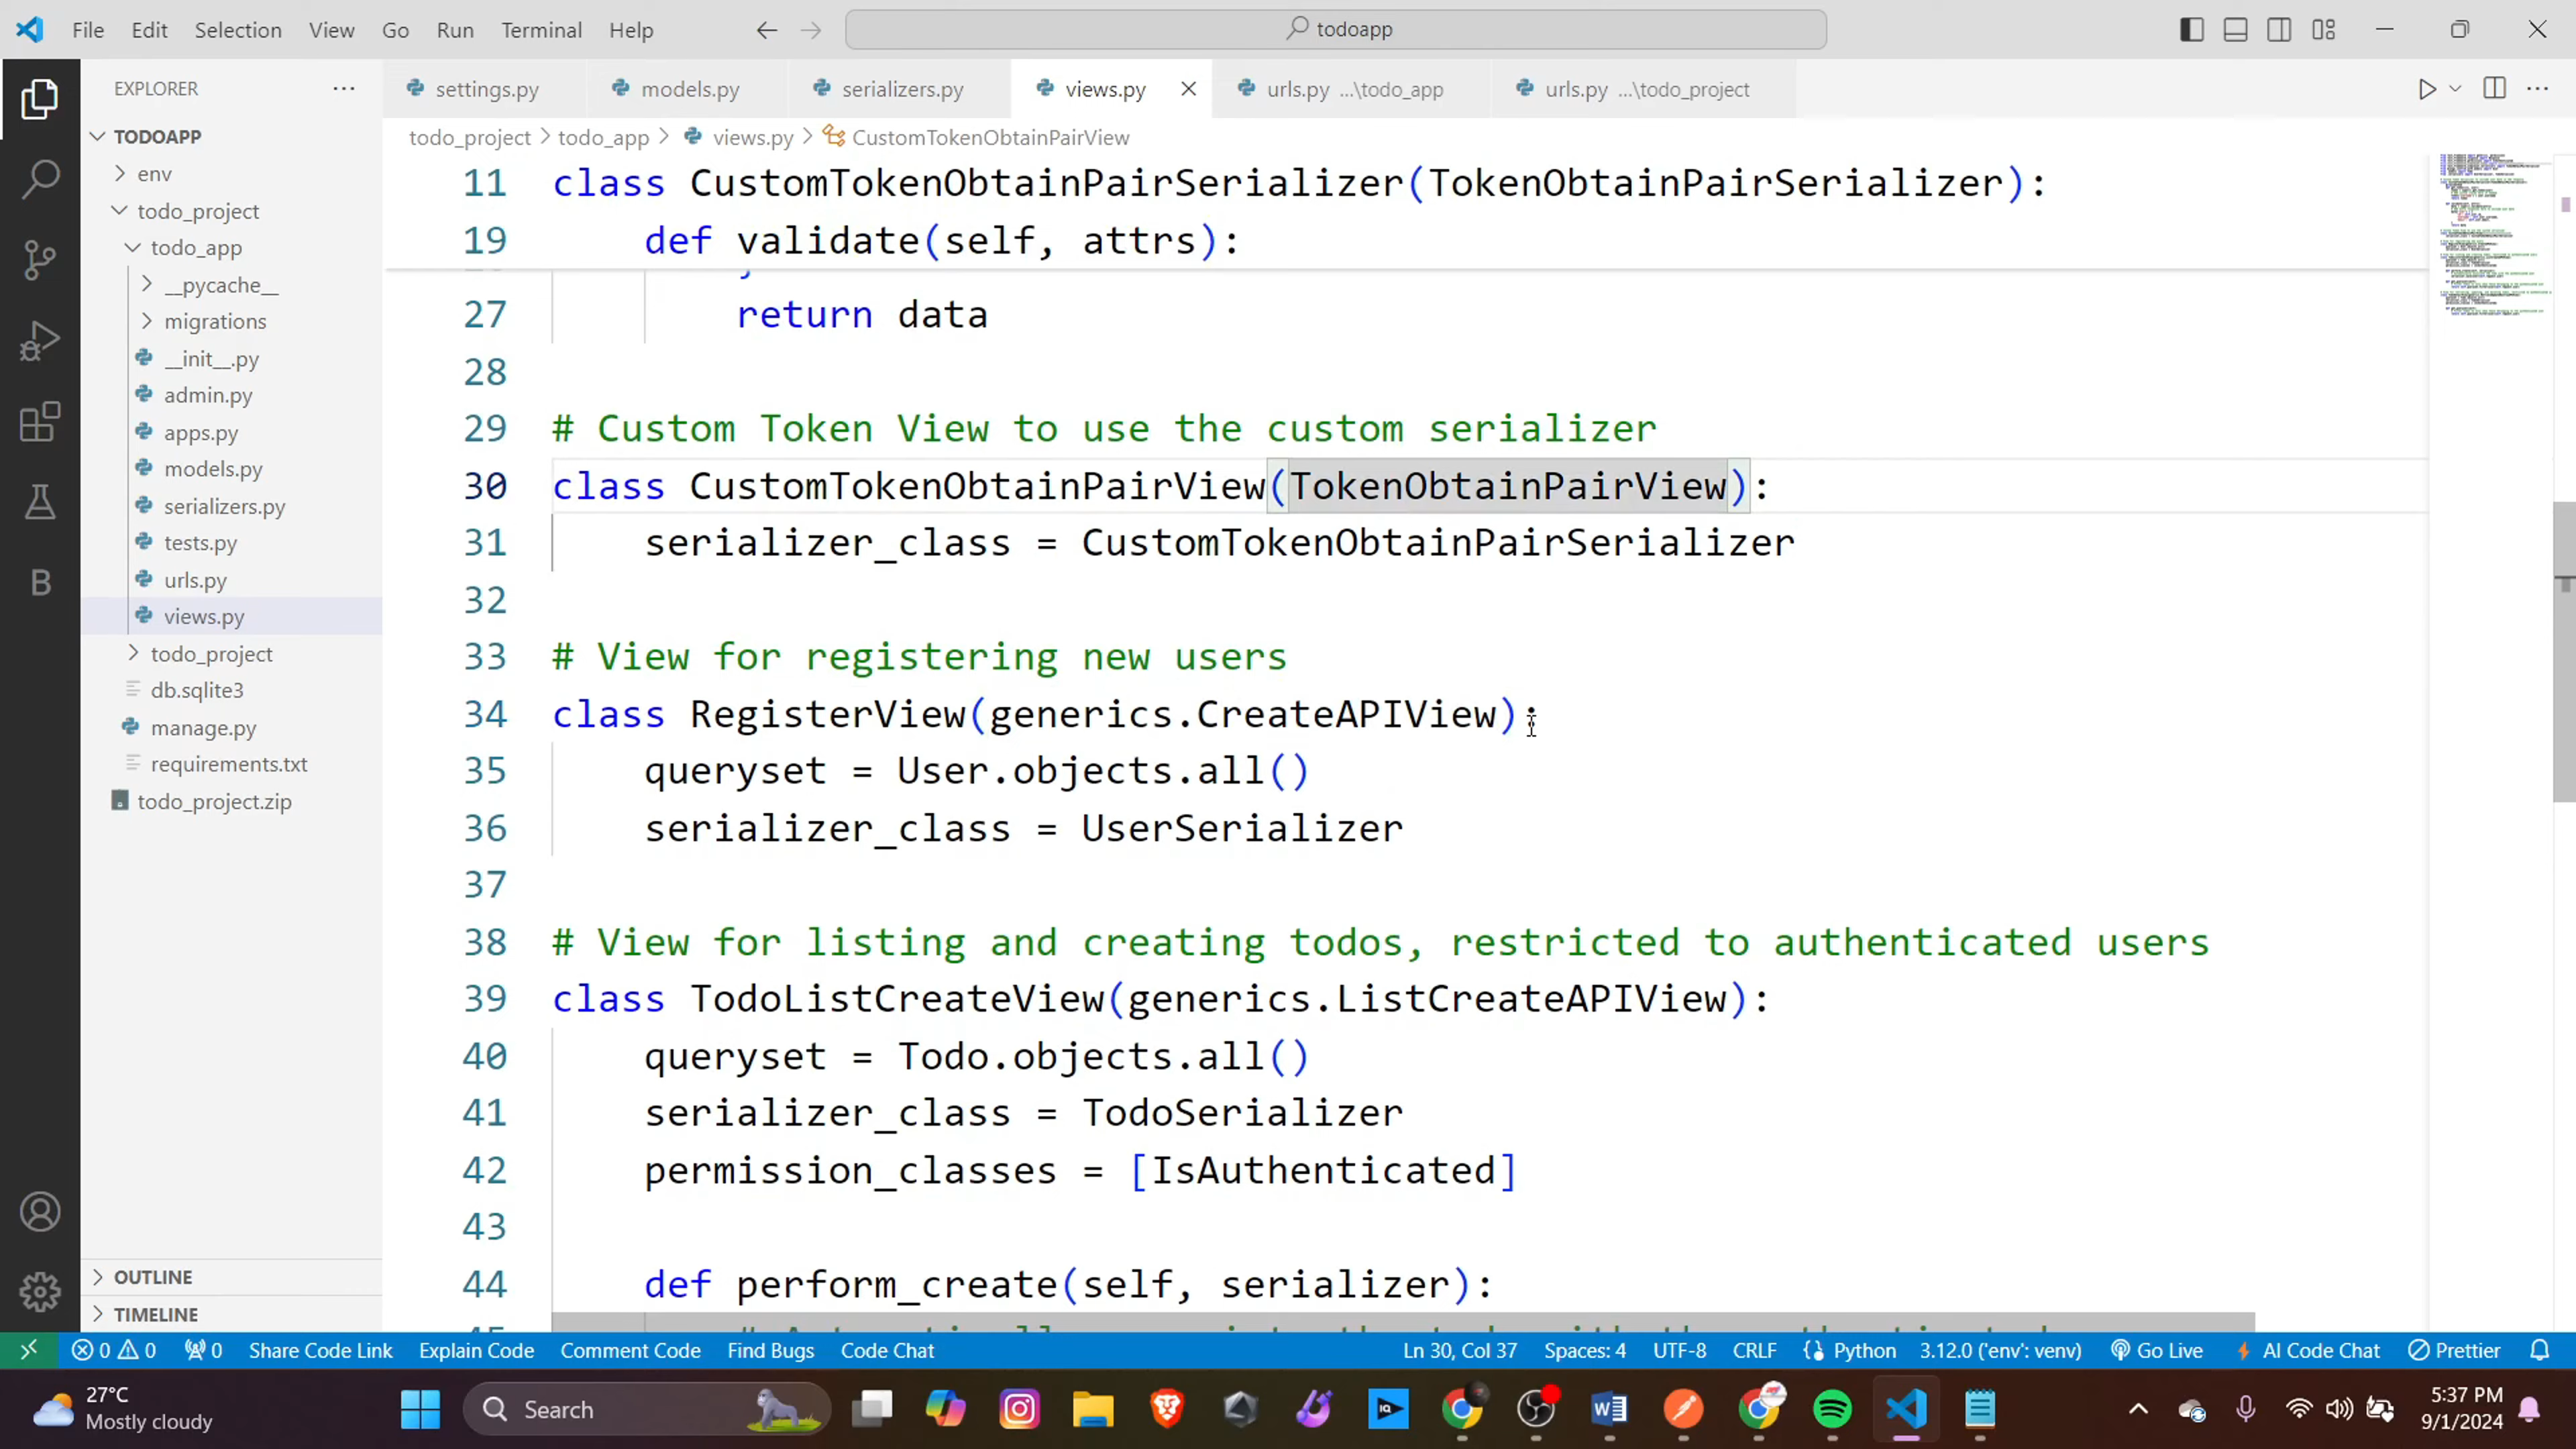 File Edit Selection View Go Run Terminal Help
todoapp
EXPLORER
settings.py
models.py
serializers.py
views.py
urls.py ...\todo_app
urls.py ...\todo_project
TODOAPP
env
todo_project
todo_app
__pycache__
migrations
__init__.py
admin.py
apps.py
models.py
serializers.py
tests.py
urls.py
views.py
todo_project
db.sqlite3
manage.py
requirements.txt
todo_project.zip
OUTLINE
TIMELINE
todo_project > todo_app > views.py > CustomTokenObtainPairView
11 class CustomTokenObtainPairSerializer(TokenObtainPairSerializer):
19 def validate(self, attrs):
27 return data
28
29 # Custom Token View to use the custom serializer
30 class CustomTokenObtainPairView(TokenObtainPairView):
31 serializer_class = CustomTokenObtainPairSerializer
32
33 # View for registering new users
34 class RegisterView(generics.CreateAPIView):
35 queryset = User.objects.all()
36 serializer_class = UserSerializer
37
38 # View for listing and creating todos, restricted to authenticated users
39 class TodoListCreateView(generics.ListCreateAPIView):
40 queryset = Todo.objects.all()
41 serializer_class = TodoSerializer
42 permission_classes = [IsAuthenticated]
43
44 def perform_create(self, serializer):
0 0 0 Share Code Link Explain Code Comment Code Find Bugs Code Chat Ln 30, Col 37 Spaces: 4 UTF-8 CRLF Python 3.12.0 ('env': venv) Go Live AI Code Chat Prettier
27°C
Mostly cloudy
Search
5:37 PM
9/1/2024